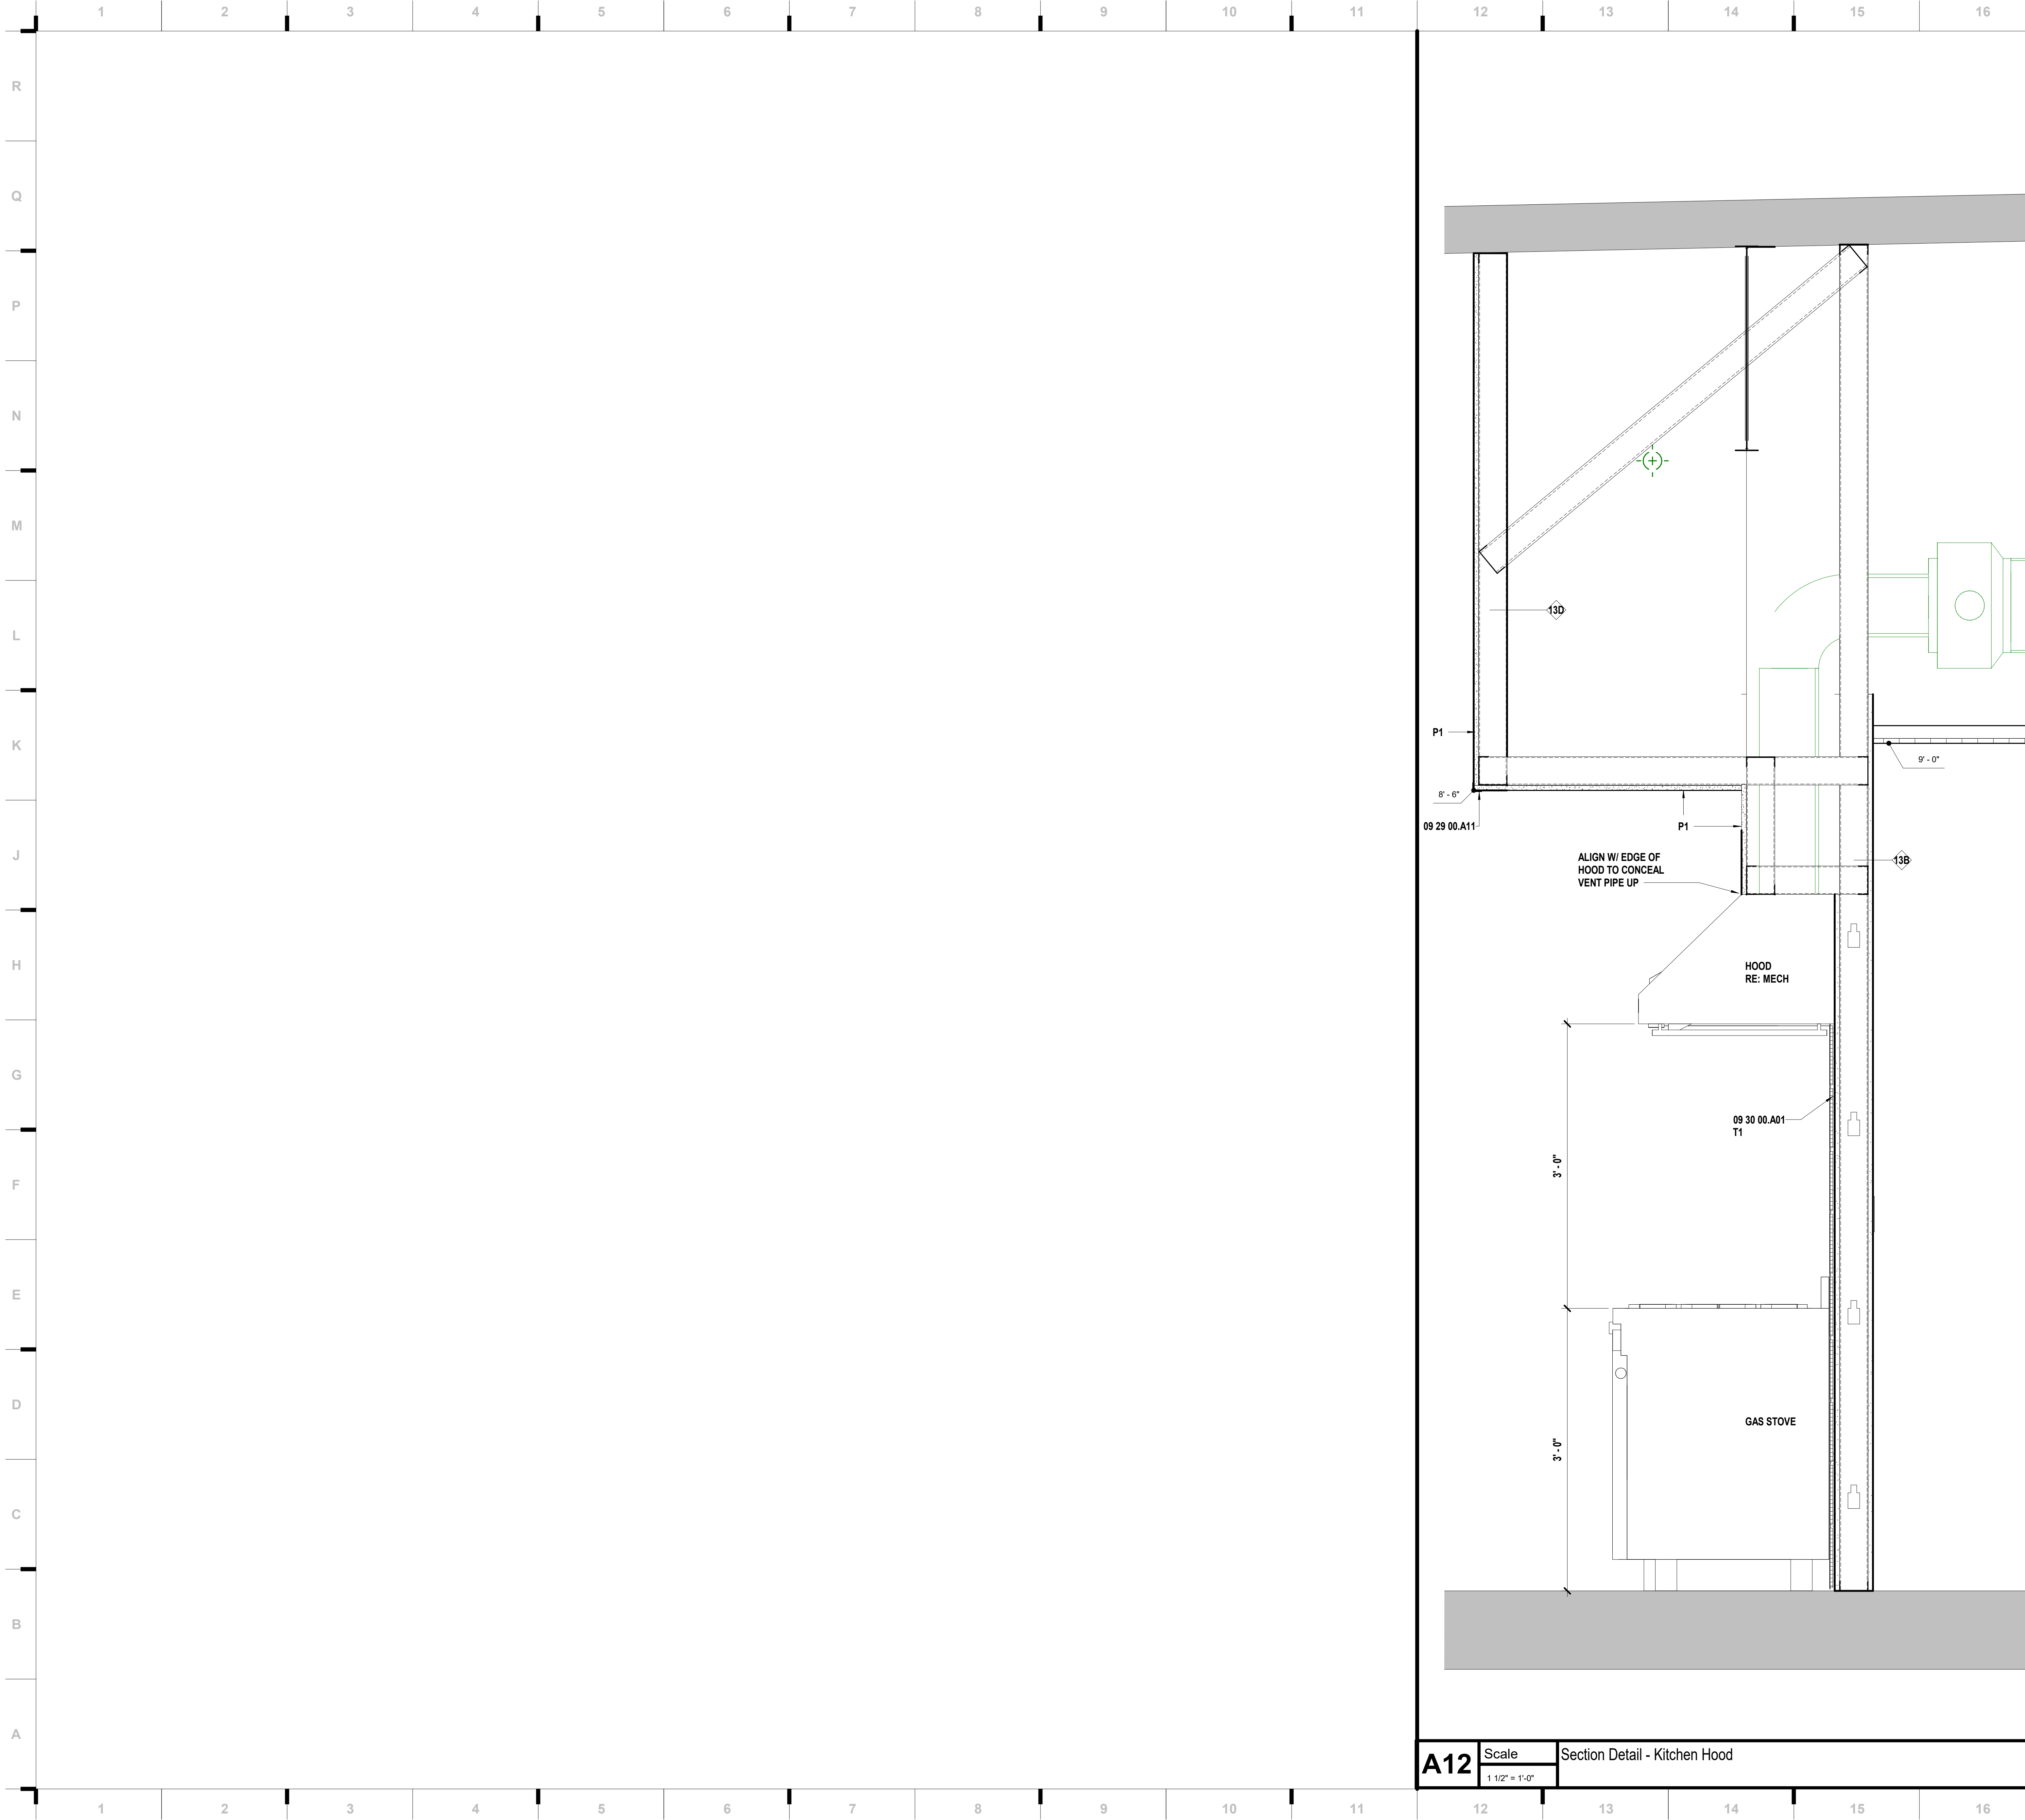 1 2 3 4 5 6 7 8 9 10 11 12 13 14 15 16
R
Q
P
N
M
L
K
J
H
G
F
E
D
C
B
A
13D
P1
9' - 0"
8' - 6"
09 29 00.A11
P1
ALIGN W/ EDGE OF
HOOD TO CONCEAL
VENT PIPE UP
13B
HOOD
RE: MECH
09 30 00.A01
T1
3' - 0"
GAS STOVE
3' - 0"
A12
Scale
1 1/2" = 1'-0"
Section Detail - Kitchen Hood
1 2 3 4 5 6 7 8 9 10 11 12 13 14 15 16